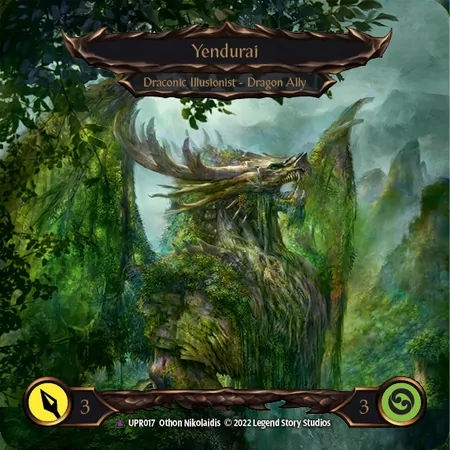 Yendurai
Draconic Illusionist - Dragon Ally
3
3
UPR017 Othon Nikolaidis © 2022 Legend Story Studios